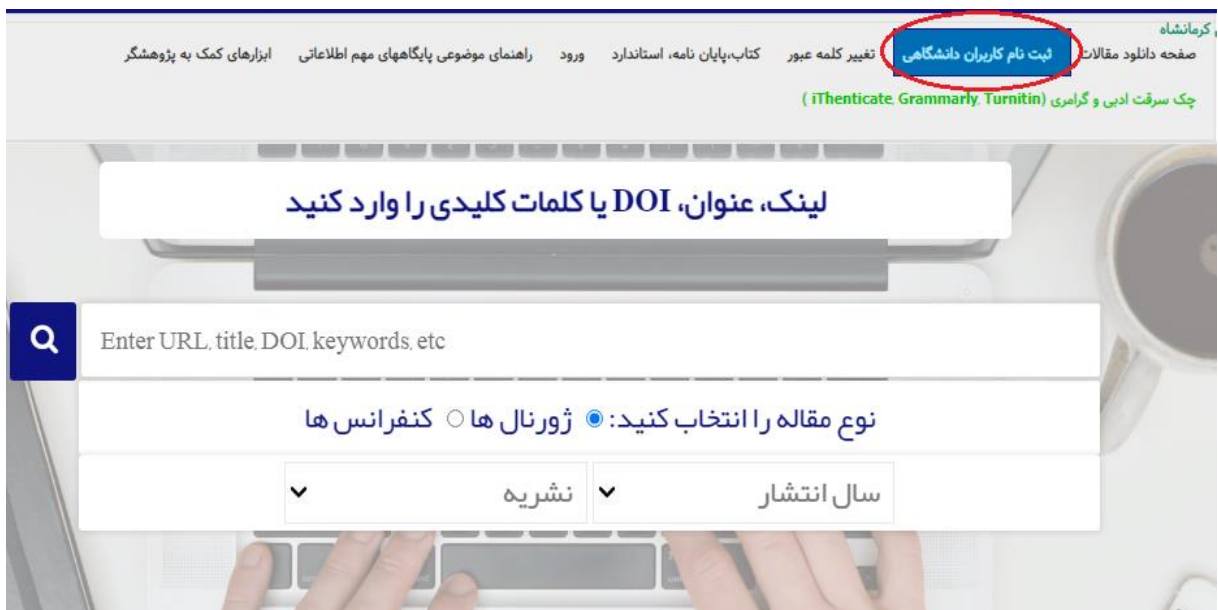 کرمانشاه
صفحه دانلود مقالات ثبت نام کاربران دانشگاهی تغییر کلمه عبور کتاب،پایان نامه، استاندارد ورود راهنمای موضوعی پایگاههای مهم اطلاعاتی ابزارهای کمک به پژوهشگر
چک سرقت ادبی و گرامری (iThenticate, Grammarly, Turnitin )
لینک، عنوان، DOI یا کلمات کلیدی را وارد کنید
Enter URL, title, DOI, keywords, etc
نوع مقاله را انتخاب کنید: ژورنال ها کنفرانس ها
سال انتشار نشریه